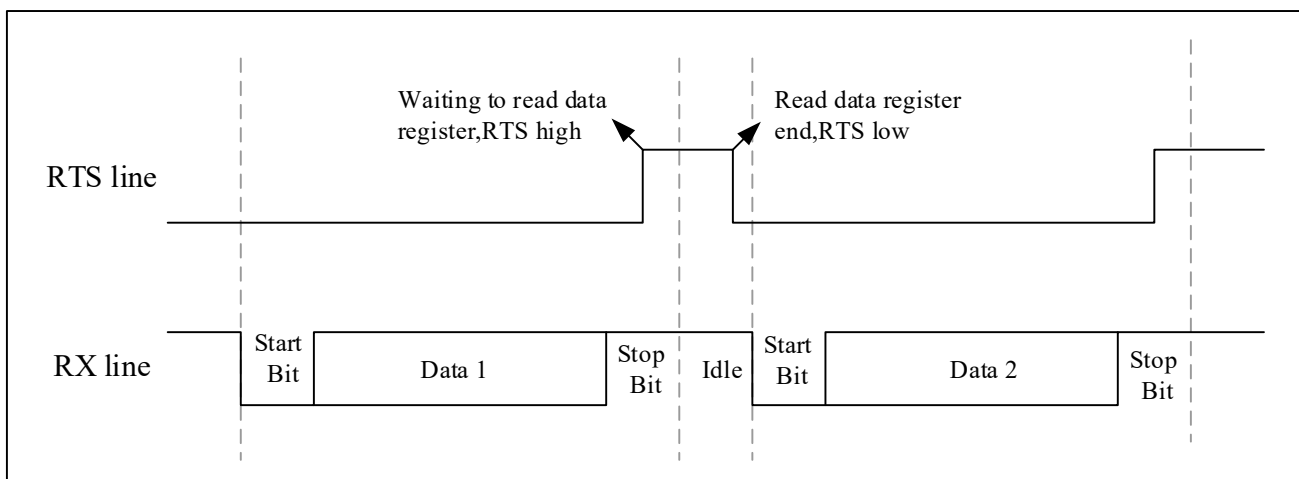 Waiting to read data
register,RTS high
Read data register
end,RTS low
RTS line
RX line
Start
Bit
Data 1
Stop
Bit
Idle
Start
Bit
Data 2
Stop
Bit